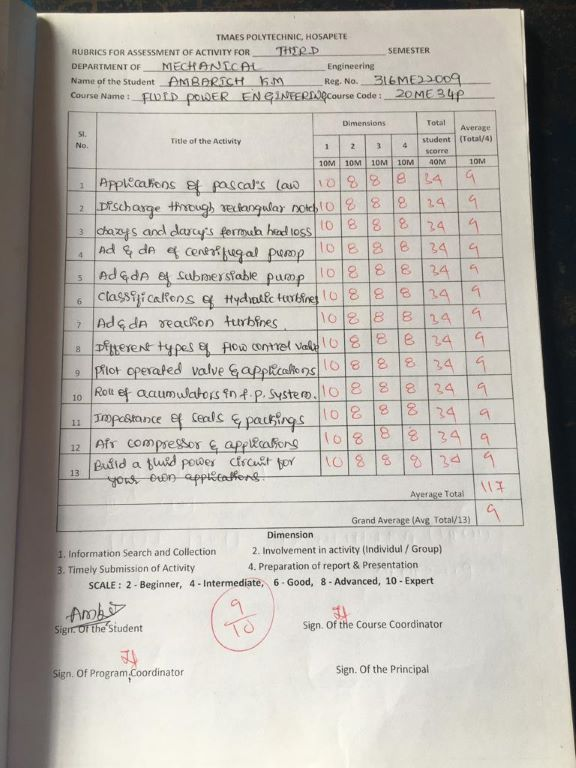 TMAES POLYTECHNIC, HOSAPETE
RUBRICS FOR ASSESSMENT OF ACTIVITY FOR THIRD SEMESTER
DEPARTMENT OF MECHANICAL Engineering
Name of the Student AMBARISH K.M Reg. No. 316ME22009
Course Name : FLUID POWER ENGINEERING Course Code : 20ME34P
Sl. No. Title of the Activity Dimensions Total student scorre Average (Total/4)
1 2 3 4
10M 10M 10M 10M 40M 10M
1 Applications of pascal's law 10 8 8 8 34 9
2 Discharge through rectangular notch 10 8 8 8 34 9
3 chazys and darcy's formula head loss 10 8 8 8 34 9
4 Ad & dA of centrifugal pump 10 8 8 8 34 9
5 Ad & dA of submersiable pump 10 8 8 8 34 9
6 Classifications of Hydralic turbines 10 8 8 8 34 9
7 Ad & dA reaction turbines. 10 8 8 8 34 9
8 Different types of flow control valve 10 8 8 8 34 9
9 Pilot operated valve & applications 10 8 8 8 34 9
10 Roll of acumulators in f.p. system. 10 8 8 8 34 9
11 Importance of seals & packings 10 8 8 8 34 9
12 Air compressor & applications 10 8 8 8 34 9
13 Build a fluid power circuit for 10 8 8 8 34 9
your own applications.
Average Total 117
Grand Average (Avg Total/13) 9
Dimension
1. Information Search and Collection 2. Involvement in activity (Individul / Group)
3. Timely Submission of Activity 4. Preparation of report & Presentation
SCALE : 2 - Beginner, 4 - Intermediate, 6 - Good, 8 - Advanced, 10 - Expert
9/10
Sign. Of the Student Sign. Of the Course Coordinator
Sign. Of Program Coordinator Sign. Of the Principal